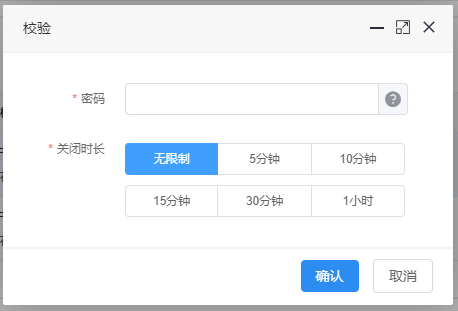 校验
* 密码
?
* 关闭时长
无限制 5分钟 10分钟
15分钟 30分钟 1小时
确认 取消